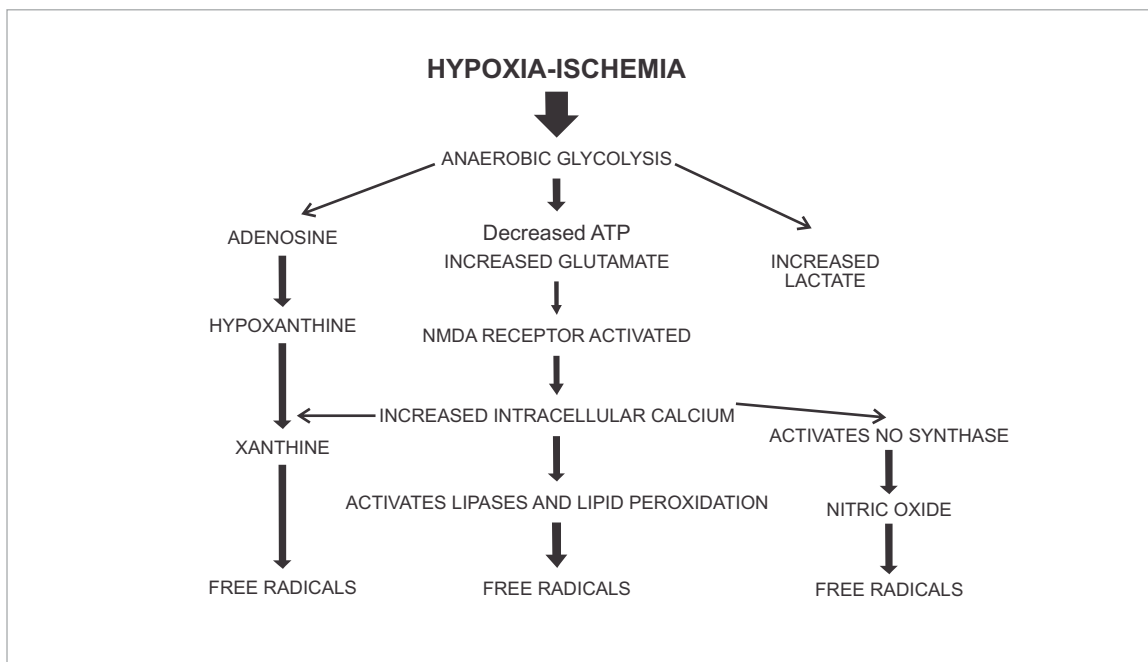 HYPOXIA-ISCHEMIA
ANAEROBIC GLYCOLYSIS
ADENOSINE
Decreased ATP
INCREASED GLUTAMATE
INCREASED
LACTATE
HYPOXANTHINE
NMDA RECEPTOR ACTIVATED
INCREASED INTRACELLULAR CALCIUM
XANTHINE
ACTIVATES NO SYNTHASE
ACTIVATES LIPASES AND LIPID PEROXIDATION
NITRIC OXIDE
FREE RADICALS
FREE RADICALS
FREE RADICALS